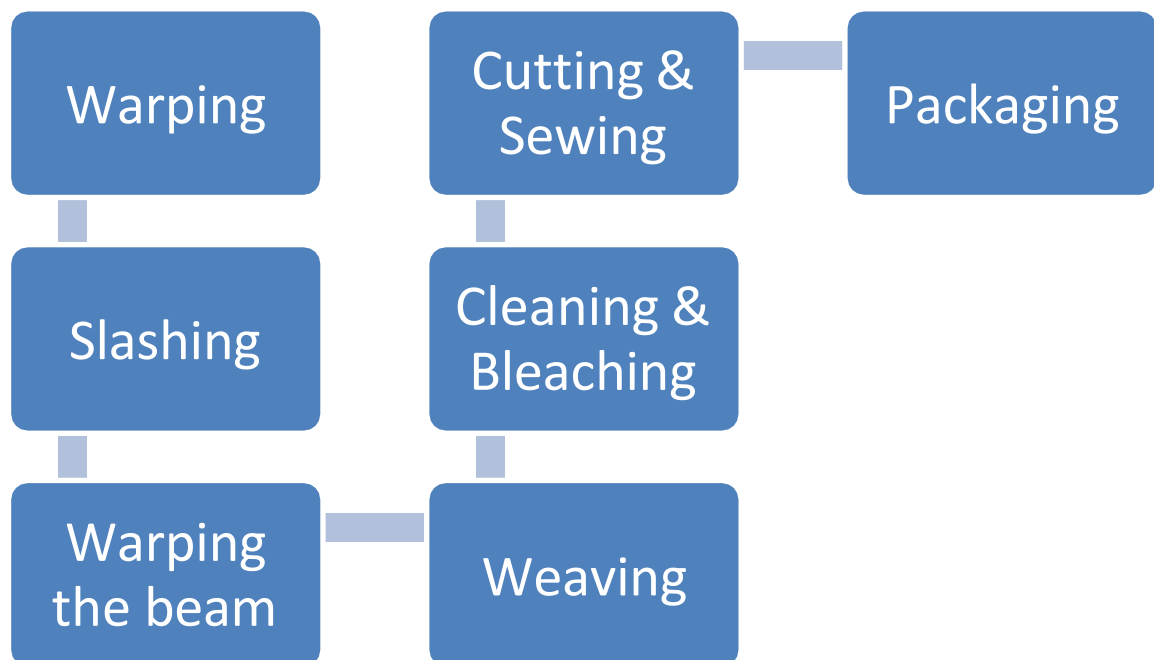 Warping
Slashing
Warping
the beam
Weaving
Cleaning &
Bleaching
Cutting &
Sewing
Packaging